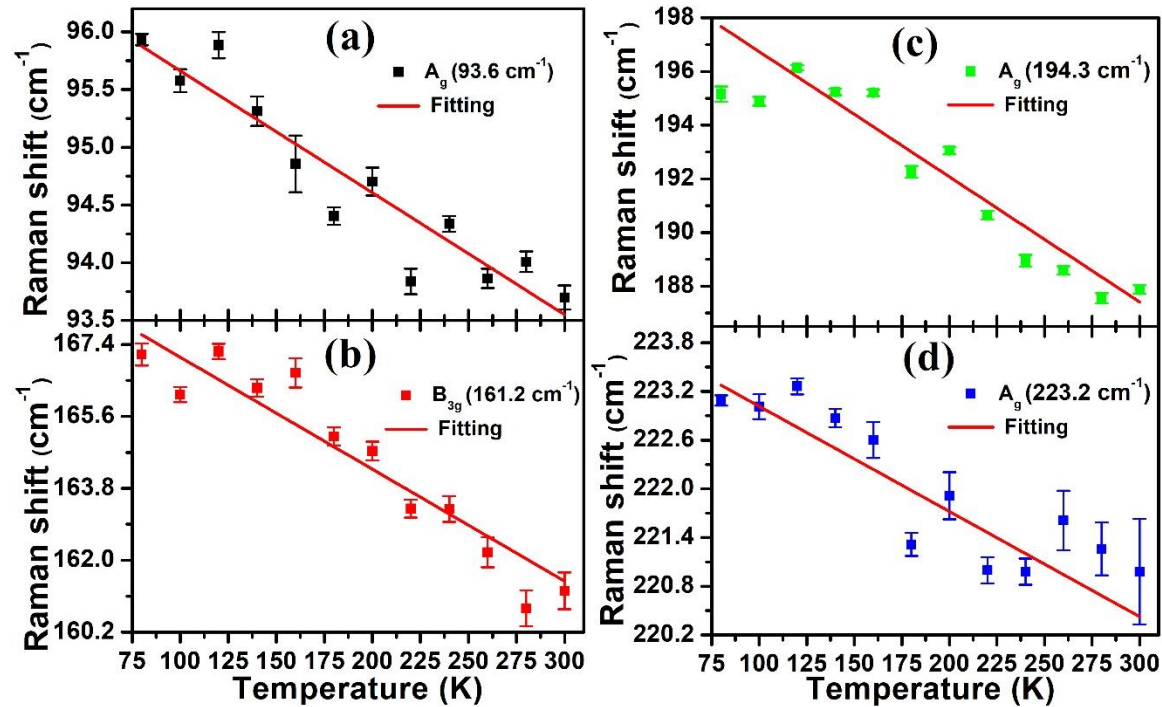 (a)
A_g (93.6 cm⁻¹)
Fitting
96.0
95.5
95.0
94.5
94.0
93.5
Raman shift (cm⁻¹)
(b)
B_3g (161.2 cm⁻¹)
Fitting
167.4
165.6
163.8
162.0
160.2
Raman shift (cm⁻¹)
75 100 125 150 175 200 225 250 275 300
Temperature (K)
(c)
A_g (194.3 cm⁻¹)
Fitting
198
196
194
192
190
188
Raman shift (cm⁻¹)
(d)
A_g (223.2 cm⁻¹)
Fitting
223.8
223.2
222.6
222.0
221.4
220.8
220.2
Raman shift (cm⁻¹)
75 100 125 150 175 200 225 250 275 300
Temperature (K)